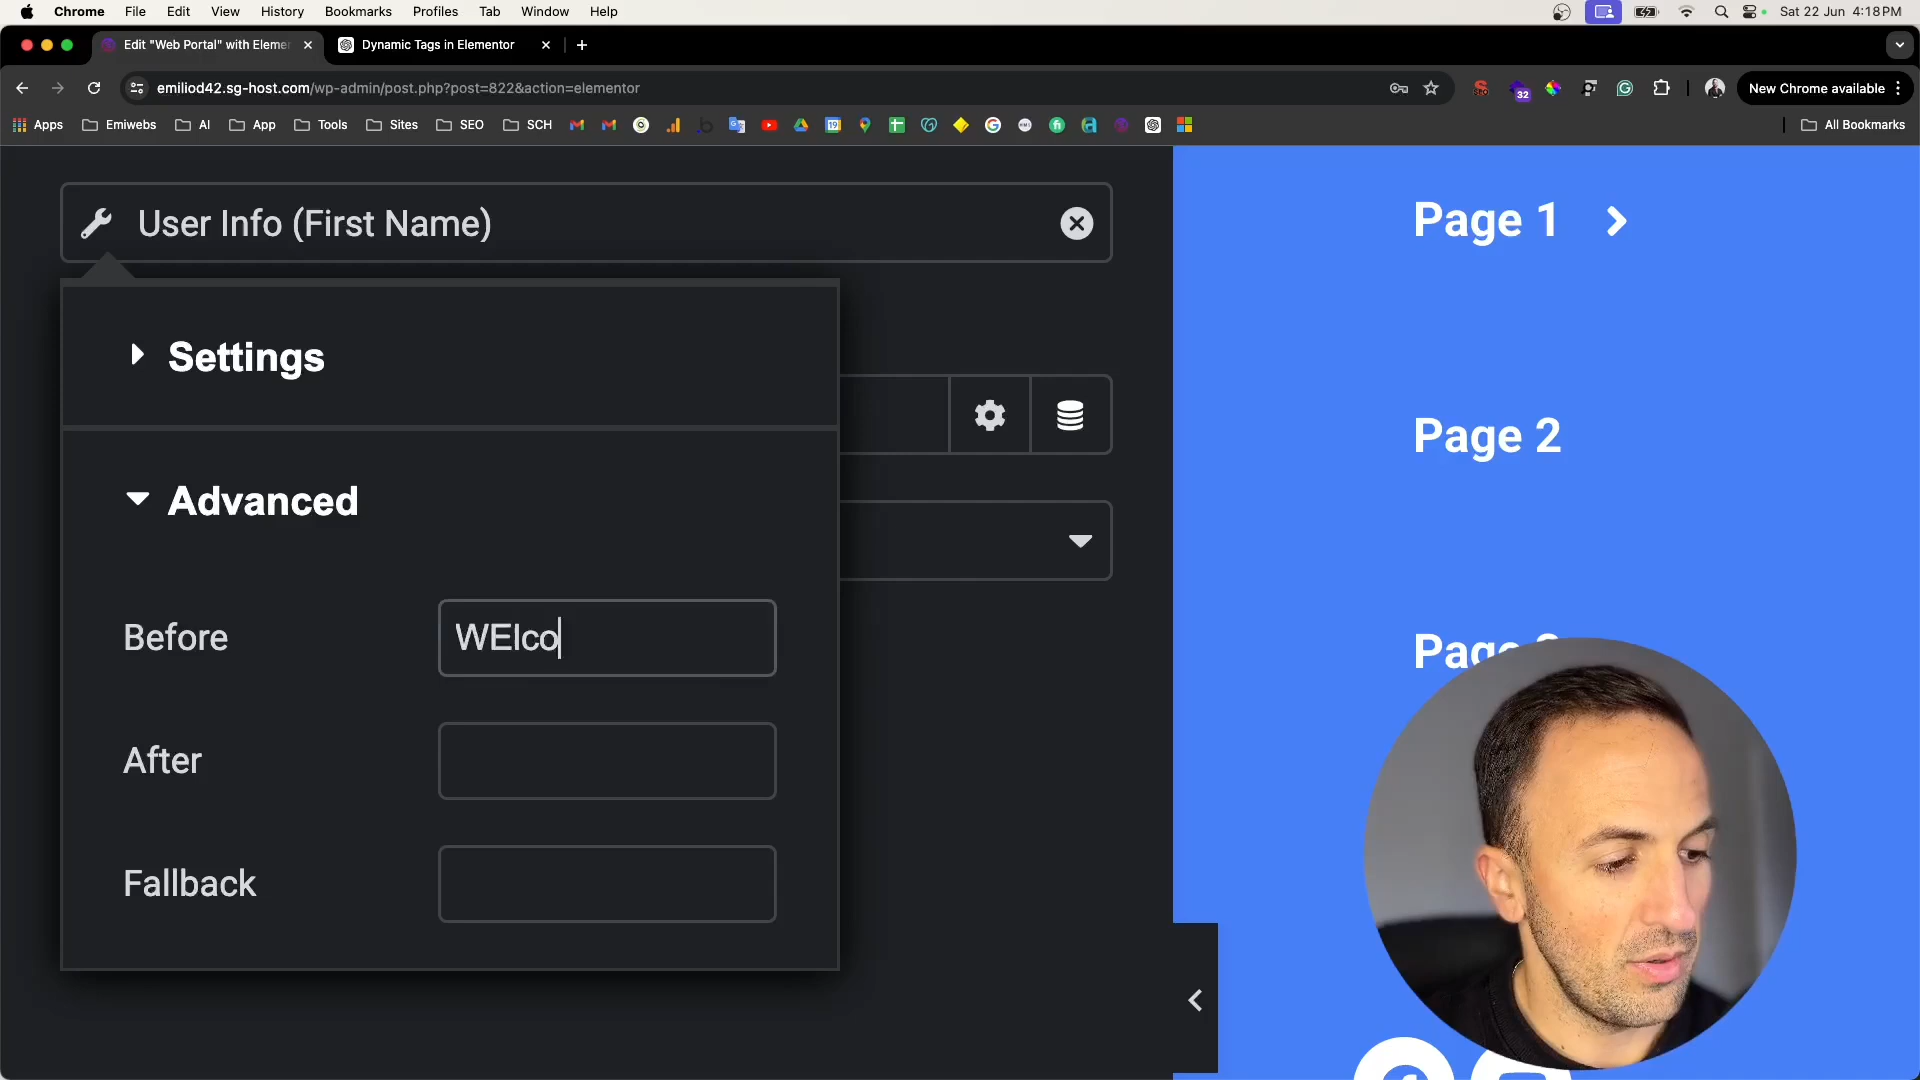 Chrome File Edit View History Bookmarks Profiles Tab Window Help Sat 22 Jun 4:18 PM
Edit "Web Portal" with Eleme Dynamic Tags in Elementor
emiliod42.sg-host.com/wp-admin/post.php?post=822&action=elementor 32 New Chrome available
Apps Emiwebs AI App Tools Sites SEO SCH 19 All Bookmarks
User Info (First Name)
Page 1
Settings
Page 2
Advanced
Before WElco
After
Fallback